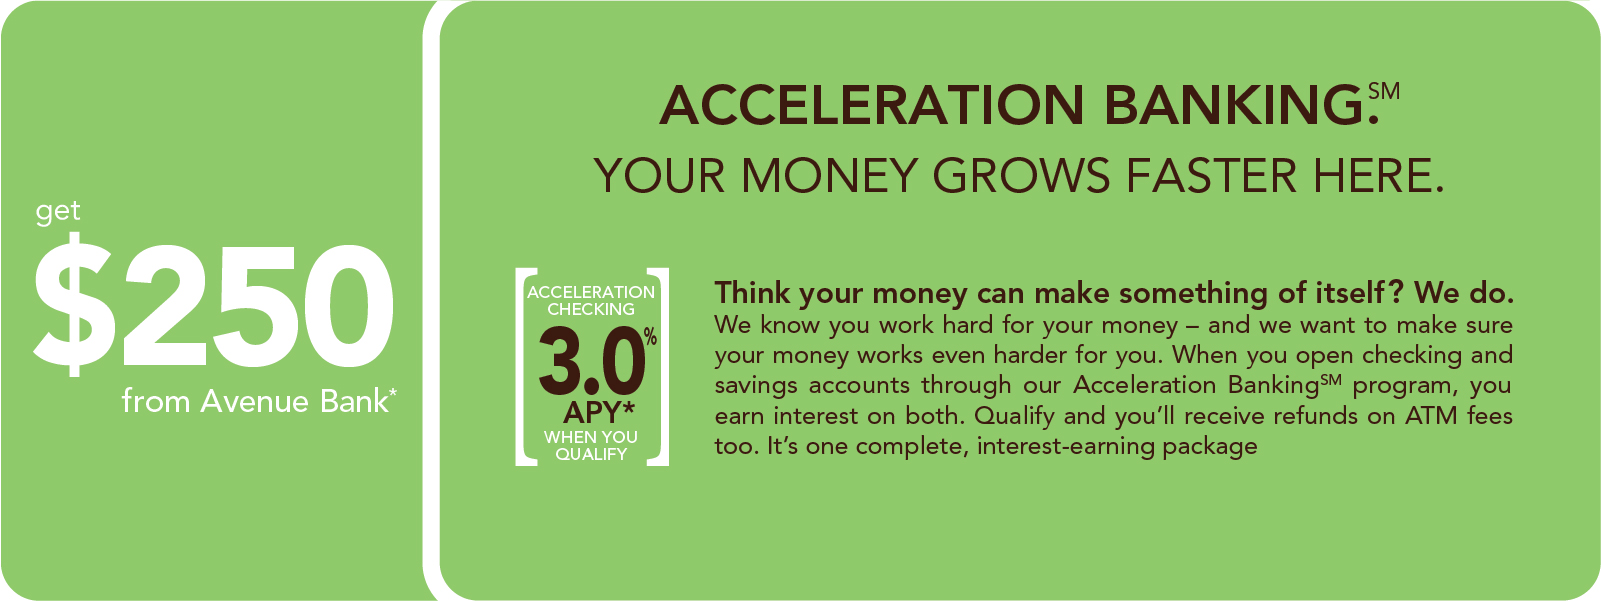 get
$250
from Avenue Bank*
ACCELERATION BANKING.SM
YOUR MONEY GROWS FASTER HERE.
ACCELERATION
CHECKING
3.0%
APY*
WHEN YOU
QUALIFY
Think your money can make something of itself? We do.
We know you work hard for your money – and we want to make sure
your money works even harder for you. When you open checking and
savings accounts through our Acceleration BankingSM program, you
earn interest on both. Qualify and you’ll receive refunds on ATM fees
too. It’s one complete, interest-earning package